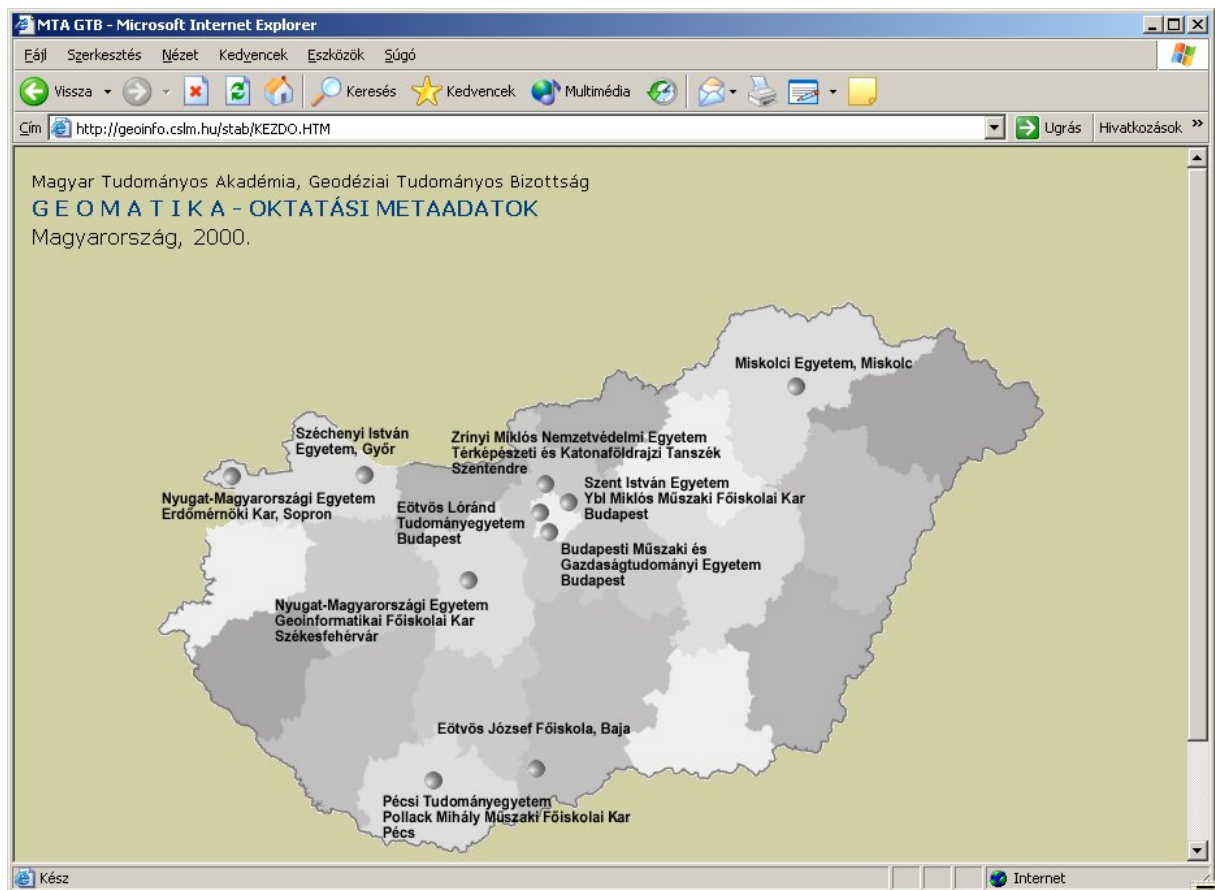 MTA GTB - Microsoft Internet Explorer
Fájl Szerkesztés Nézet Kedvencek Eszközök Súgó
Vissza Keresés Kedvencek Multimédia
Cím http://geoinfo.cslm.hu/stab/KEZDO.HTM Ugrás Hivatkozások »
Magyar Tudományos Akadémia, Geodéziai Tudományos Bizottság
G E O M A T I K A - OKTATÁSI METAADATOK
Magyarország, 2000.
Miskolci Egyetem, Miskolc
Széchenyi István
Egyetem, Győr
Zrínyi Miklós Nemzetvédelmi Egyetem
Térképészeti és Katonaföldrajzi Tanszék
Szentendre
Nyugat-Magyarországi Egyetem
Erdőmérnöki Kar, Sopron
Szent István Egyetem
Ybl Miklós Műszaki Főiskolai Kar
Budapest
Eötvös Lóránd
Tudományegyetem
Budapest
Budapesti Műszaki és
Gazdaságtudományi Egyetem
Budapest
Nyugat-Magyarországi Egyetem
Geoinformatikai Főiskolai Kar
Székesfehérvár
Eötvös József Főiskola, Baja
Pécsi Tudományegyetem
Pollack Mihály Műszaki Főiskolai Kar
Pécs
Kész Internet